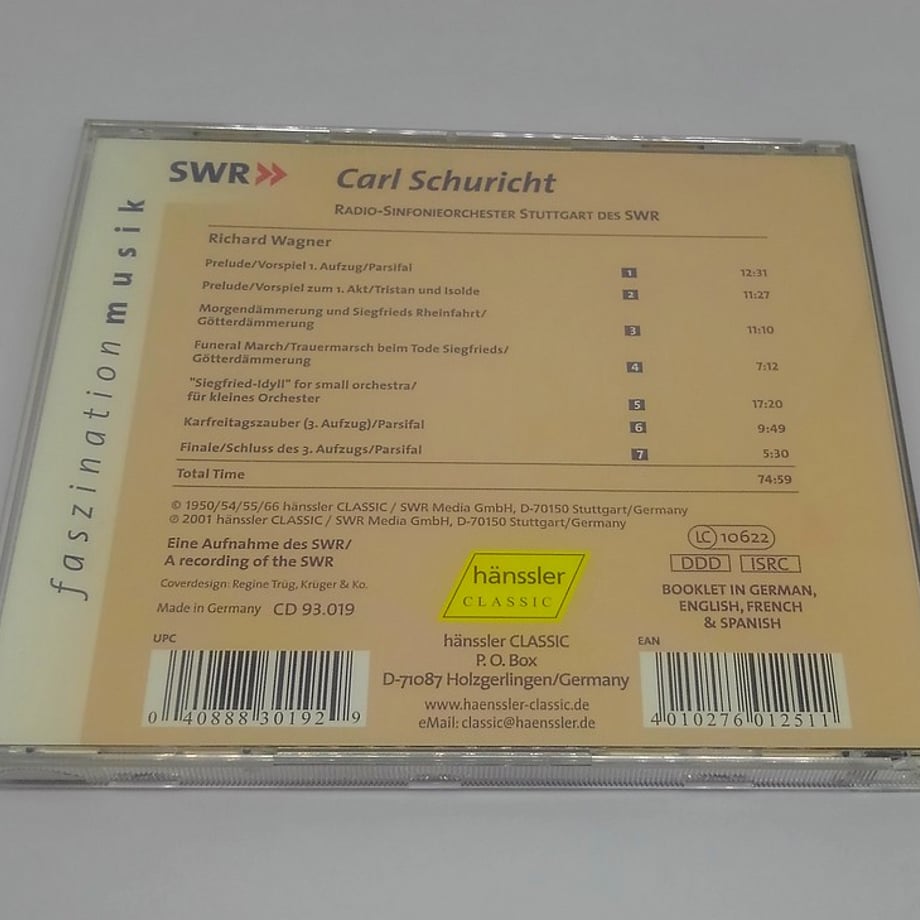 SWR»
Carl Schuricht
RADIO-SINFONIEORCHESTER STUTTGART DES SWR
faszinationmusik
Richard Wagner
Prelude/Vorspiel 1. Aufzug/Parsifal 1 12:31
Prelude/Vorspiel zum 1. Akt/Tristan und Isolde 2 11:27
Morgendämmerung und Siegfrieds Rheinfahrt/
Götterdämmerung 3 11:10
Funeral March/Trauermarsch beim Tode Siegfrieds/
Götterdämmerung 4 7:12
"Siegfried-Idyll" for small orchestra/
für kleines Orchester 5 17:20
Karfreitagszauber (3. Aufzug)/Parsifal 6 9:49
Finale/Schluss des 3. Aufzugs/Parsifal 7 5:30
Total Time 74:59
© 1950/54/55/66 hänssler CLASSIC / SWR Media GmbH, D-70150 Stuttgart/Germany
℗ 2001 hänssler CLASSIC / SWR Media GmbH, D-70150 Stuttgart/Germany
Eine Aufnahme des SWR/
A recording of the SWR
Coverdesign: Regine Trüg, Krüger & Ko.
Made in Germany CD 93.019
hänssler
CLASSIC
LC 10622
DDD ISRC
BOOKLET IN GERMAN,
ENGLISH, FRENCH
& SPANISH
UPC
0 40888 30192 9
hänssler CLASSIC
P. O. Box
D-71087 Holzgerlingen/Germany
www.haenssler-classic.de
eMail: classic@haenssler.de
EAN
4 010276 012511